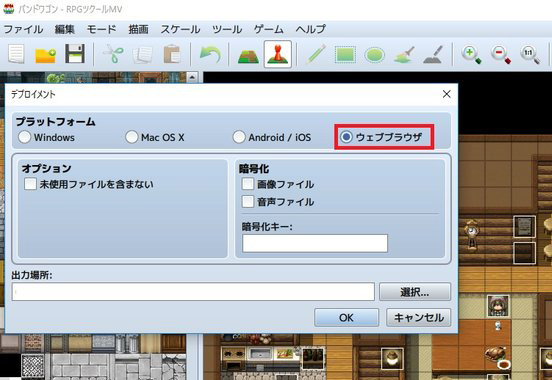 バンドワゴン - RPGツクールMV
ファイル 編集 モード 描画 スケール ツール ゲーム ヘルプ
デプロイメント
プラットフォーム
Windows Mac OS X Android / iOS ウェブブラウザ
オプション
未使用ファイルを含まない
暗号化
画像ファイル
音声ファイル
暗号化キー:
出力場所:
選択...
OK キャンセル